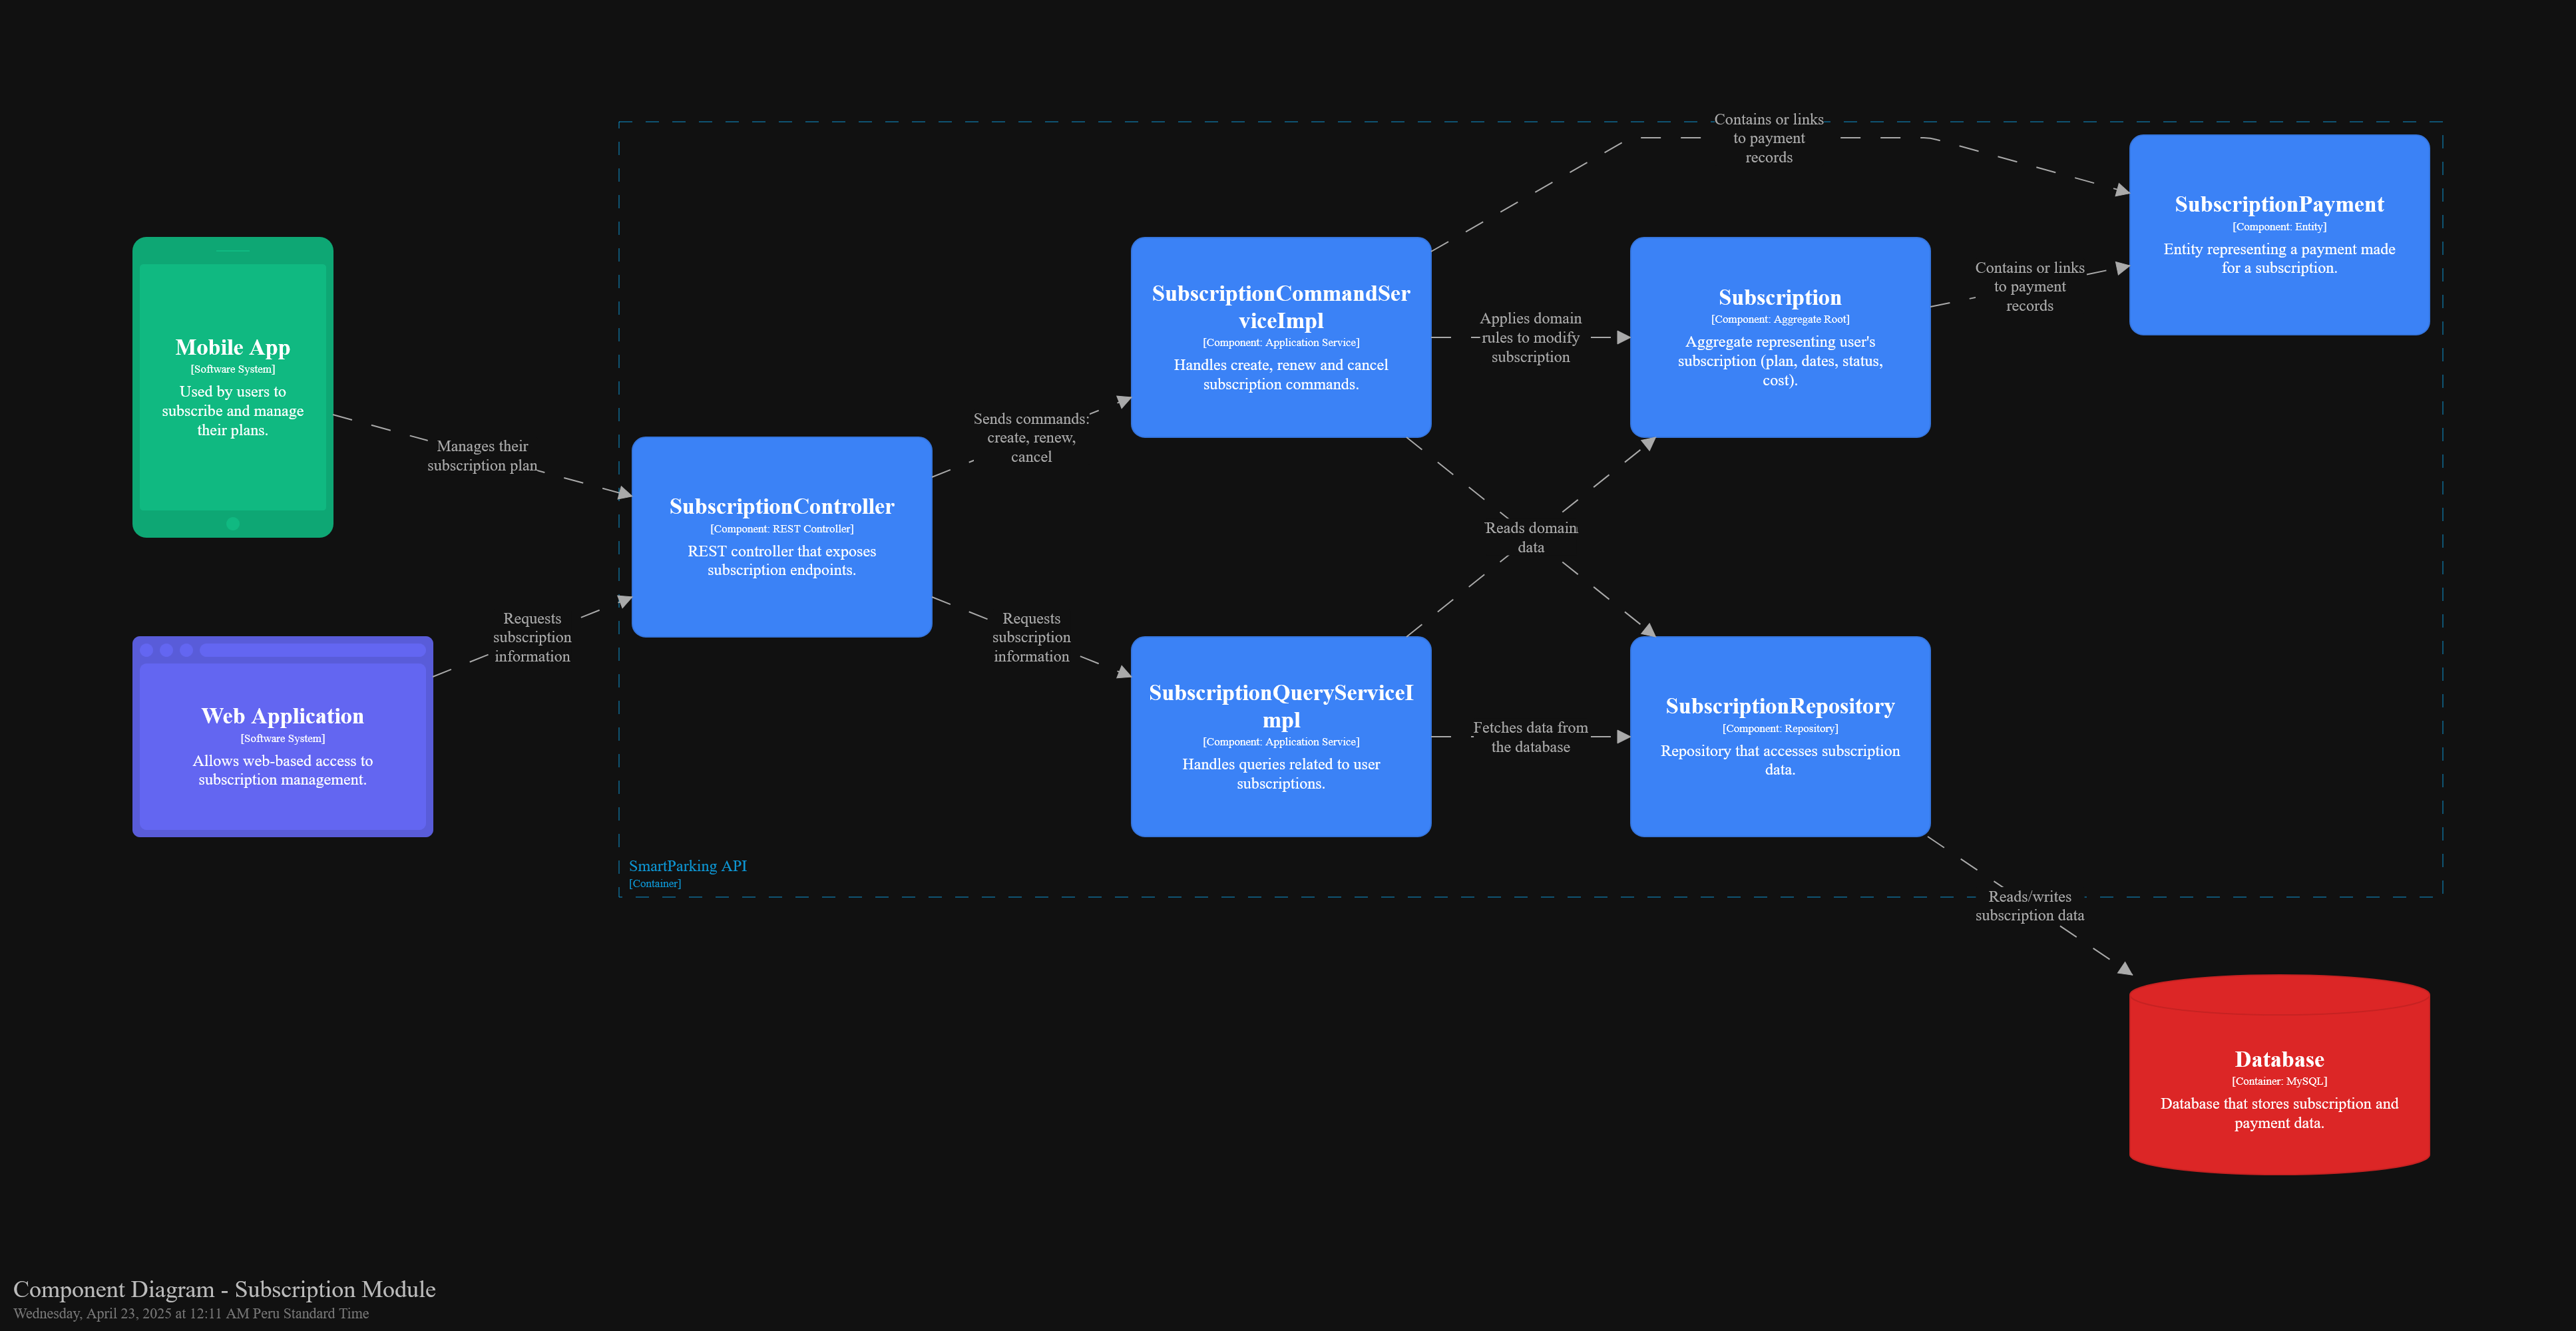 Contains or links
to payment
records
SubscriptionPayment
[Component: Entity]
Entity representing a payment made
for a subscription.
Mobile App
[Software System]
Used by users to
subscribe and manage
their plans.
Manages their
subscription plan
SubscriptionCommandSer
viceImpl
[Component: Application Service]
Handles create, renew and cancel
subscription commands.
Applies domain
rules to modify
subscription
Subscription
[Component: Aggregate Root]
Aggregate representing user's
subscription (plan, dates, status,
cost).
Contains or links
to payment
records
Sends commands:
create, renew,
cancel
SubscriptionController
[Component: REST Controller]
REST controller that exposes
subscription endpoints.
Reads domain
data
Requests
subscription
information
Requests
subscription
information
Web Application
[Software System]
Allows web-based access to
subscription management.
SubscriptionQueryServiceI
mpl
[Component: Application Service]
Handles queries related to user
subscriptions.
Fetches data from
the database
SubscriptionRepository
[Component: Repository]
Repository that accesses subscription
data.
SmartParking API
[Container]
Reads/writes
subscription data
Database
[Container: MySQL]
Database that stores subscription and
payment data.
Component Diagram - Subscription Module
Wednesday, April 23, 2025 at 12:11 AM Peru Standard Time